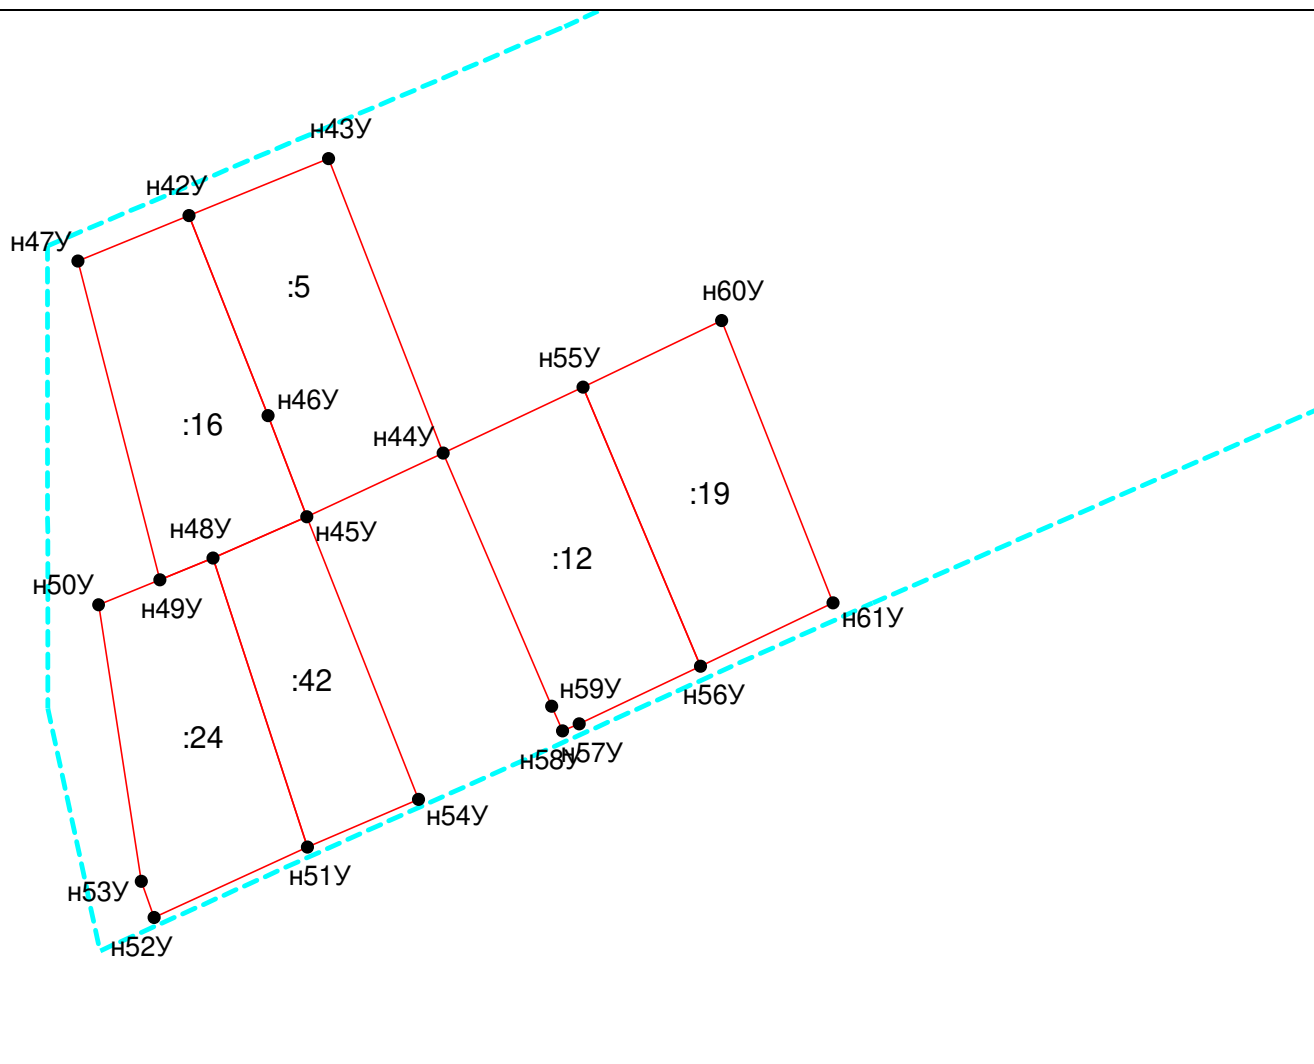 н43У
н42У
н47У
:5
н60У
н55У
н46У
:16
н44У
:19
н48У
н45У
:12
н50У
н49У
н61У
:42
н59У
н56У
:24
н58У
н57У
н54У
н51У
н53У
н52У